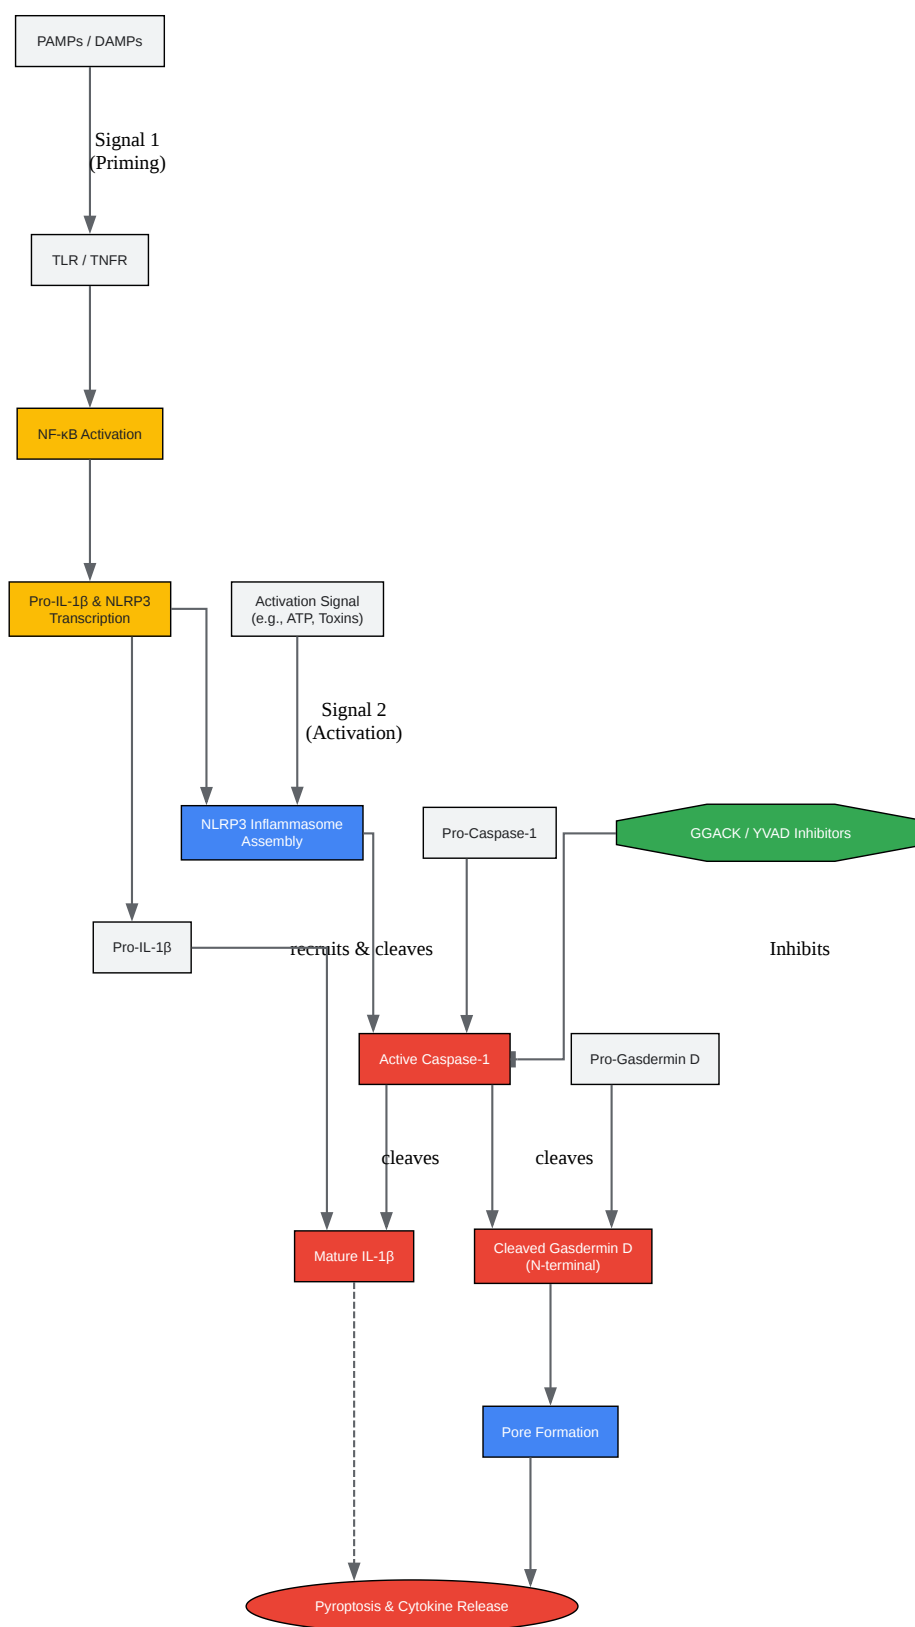 PAMPs / DAMPs
Signal 1
(Priming)
TLR / TNFR
NF-κB Activation
Pro-IL-1β & NLRP3
Transcription
Activation Signal
(e.g., ATP, Toxins)
Signal 2
(Activation)
NLRP3 Inflammasome
Assembly
Pro-Caspase-1
GGACK / YVAD Inhibitors
Pro-IL-1β
recruits & cleaves
Inhibits
Active Caspase-1
Pro-Gasdermin D
cleaves
cleaves
Mature IL-1β
Cleaved Gasdermin D
(N-terminal)
Pore Formation
Pyroptosis & Cytokine Release